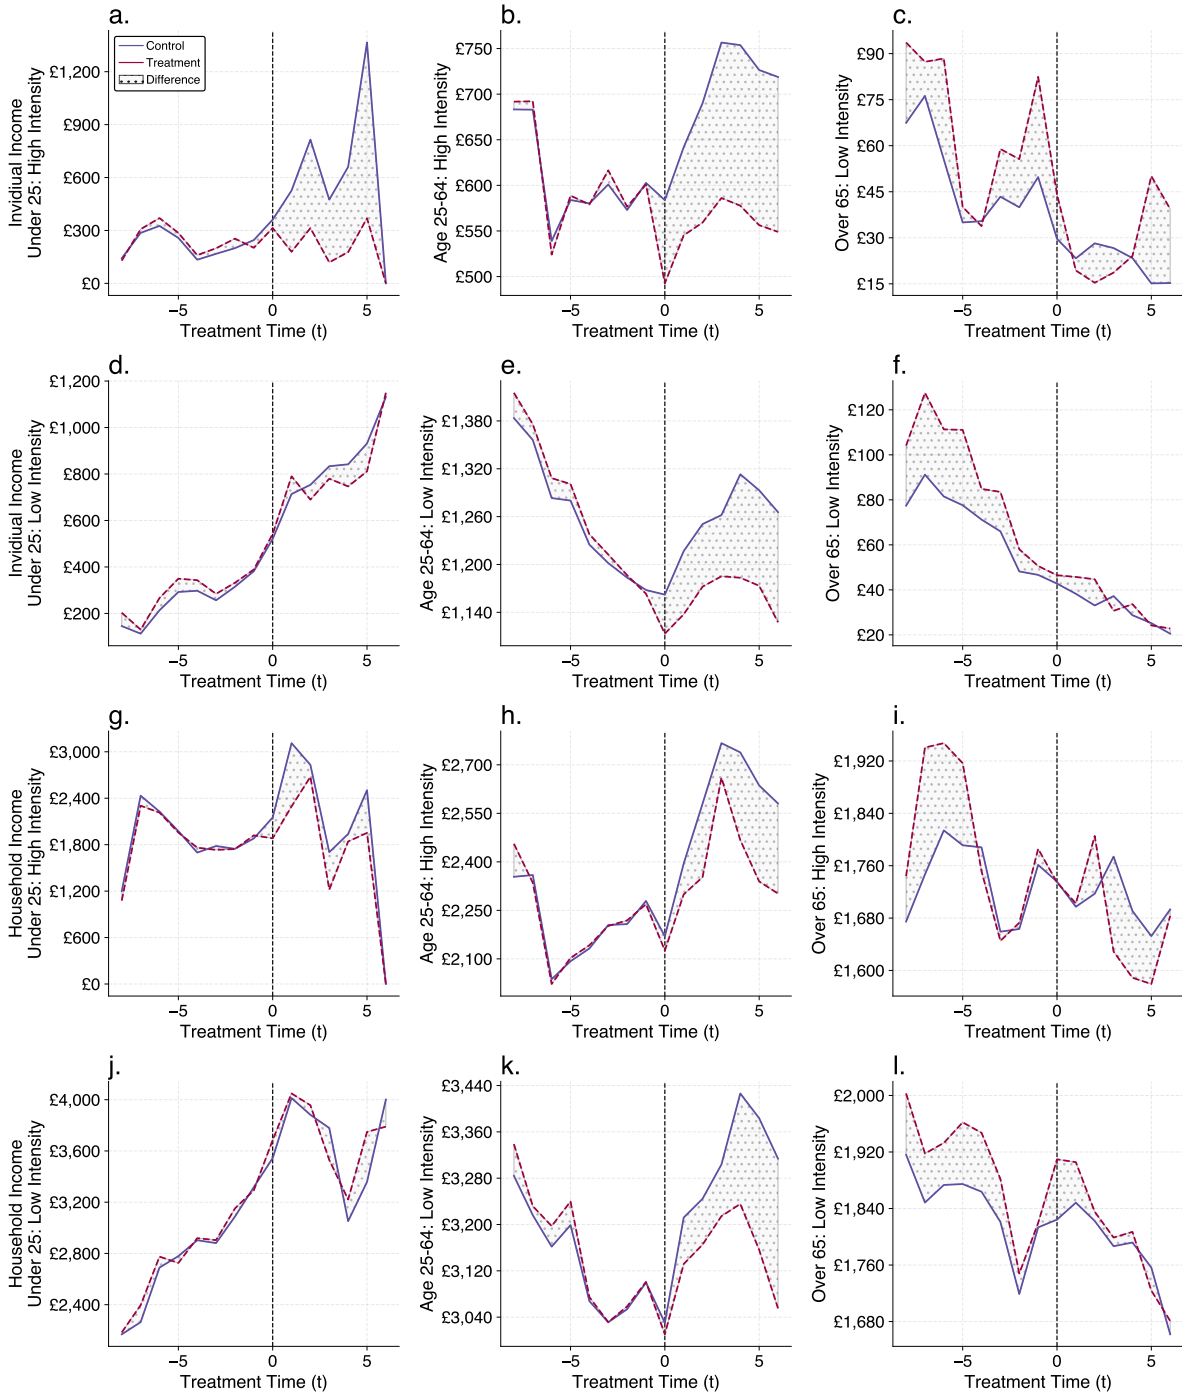 a.
Invidiual Income
Under 25: High Intensity
£1,200
£900
£600
£300
£0
Control
Treatment
Difference
−5
0
5
Treatment Time (t)
b.
Age 25-64: High Intensity
£750
£700
£650
£600
£550
£500
−5
0
5
Treatment Time (t)
c.
Over 65: Low Intensity
£90
£75
£60
£45
£30
£15
−5
0
5
Treatment Time (t)
d.
Invidiual Income
Under 25: Low Intensity
£1,200
£1,000
£800
£600
£400
£200
−5
0
5
Treatment Time (t)
e.
Age 25-64: Low Intensity
£1,380
£1,320
£1,260
£1,200
£1,140
−5
0
5
Treatment Time (t)
f.
Over 65: Low Intensity
£120
£100
£80
£60
£40
£20
−5
0
5
Treatment Time (t)
g.
Household Income
Under 25: High Intensity
£3,000
£2,400
£1,800
£1,200
£600
£0
−5
0
5
Treatment Time (t)
h.
Age 25-64: High Intensity
£2,700
£2,550
£2,400
£2,250
£2,100
−5
0
5
Treatment Time (t)
i.
Over 65: High Intensity
£1,920
£1,840
£1,760
£1,680
£1,600
−5
0
5
Treatment Time (t)
j.
Household Income
Under 25: Low Intensity
£4,000
£3,600
£3,200
£2,800
£2,400
−5
0
5
Treatment Time (t)
k.
Age 25-64: Low Intensity
£3,440
£3,360
£3,280
£3,200
£3,120
£3,040
−5
0
5
Treatment Time (t)
l.
Over 65: Low Intensity
£2,000
£1,920
£1,840
£1,760
£1,680
−5
0
5
Treatment Time (t)